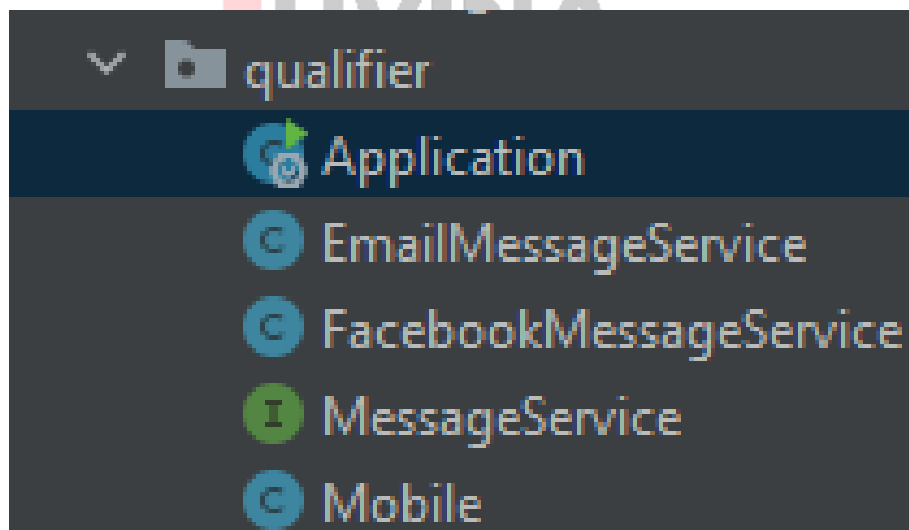 qualifier
Application
EmailMessageService
FacebookMessageService
MessageService
Mobile